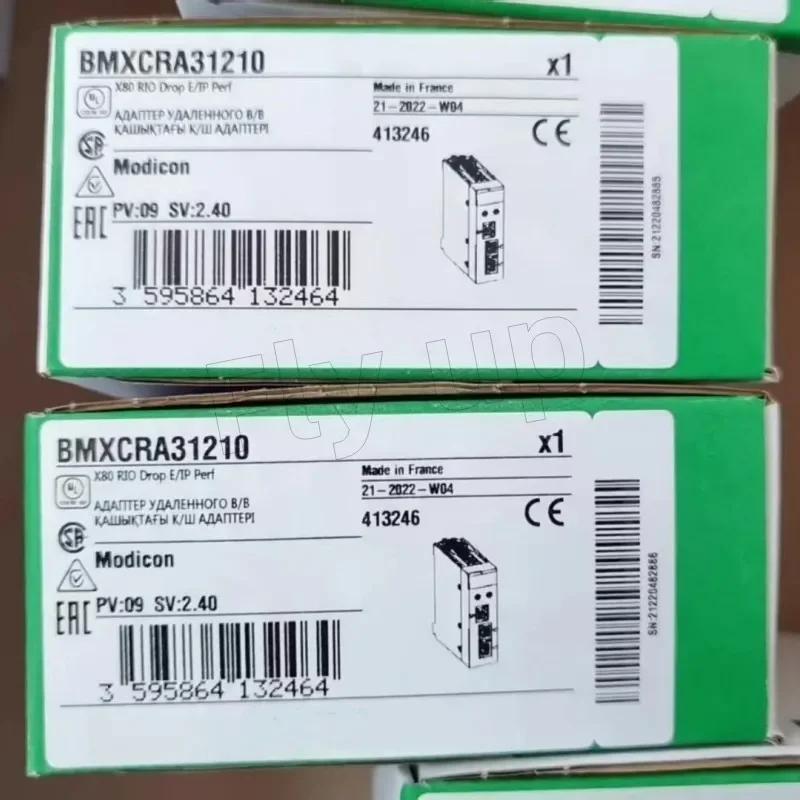 BMXCRA31210
x1
X80 RIO Drop E/IP Perf
Made in France
21-2022-W04
АДАПТЕР УДАЛЕННОГО В/В
ҚАШЫҚТАҒЫ К/Ш АДАПТЕРІ
413246
CE
Modicon
EAC
PV:09 SV:2.40
3 595864 132464
SN:21220482885
Fly up
BMXCRA31210
x1
X80 RIO Drop E/IP Perf
Made in France
21-2022-W04
АДАПТЕР УДАЛЕННОГО В/В
ҚАШЫҚТАҒЫ К/Ш АДАПТЕРІ
413246
CE
Modicon
EAC
PV:09 SV:2.40
3 595864 132464
SN:21220482886